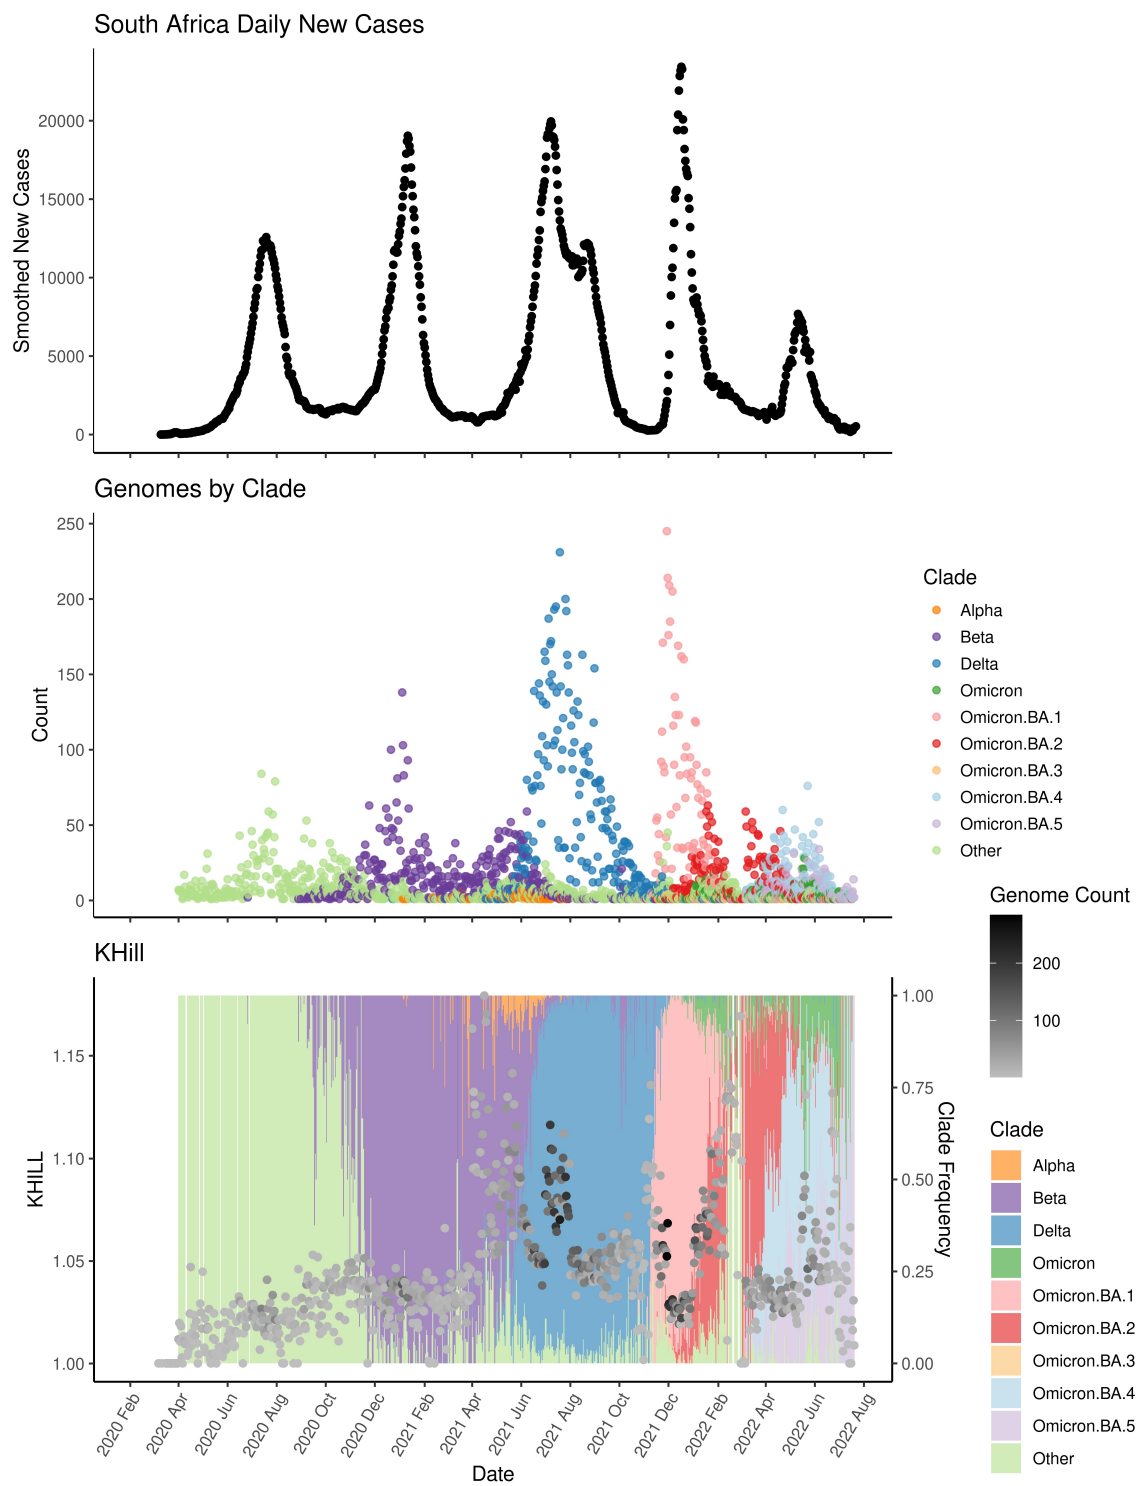 South Africa Daily New Cases
Smoothed New Cases
20000
15000
10000
5000
0
Genomes by Clade
Count
250
200
150
100
50
0
Clade
Alpha
Beta
Delta
Omicron
Omicron.BA.1
Omicron.BA.2
Omicron.BA.3
Omicron.BA.4
Omicron.BA.5
Other
Genome Count
200
100
KHill
KHILL
1.15
1.10
1.05
1.00
1.00
0.75
0.50
0.25
0.00
Clade Frequency
Clade
Alpha
Beta
Delta
Omicron
Omicron.BA.1
Omicron.BA.2
Omicron.BA.3
Omicron.BA.4
Omicron.BA.5
Other
2020 Feb
2020 Apr
2020 Jun
2020 Aug
2020 Oct
2020 Dec
2021 Feb
2021 Apr
2021 Jun
2021 Aug
2021 Oct
2021 Dec
2022 Feb
2022 Apr
2022 Jun
2022 Aug
Date